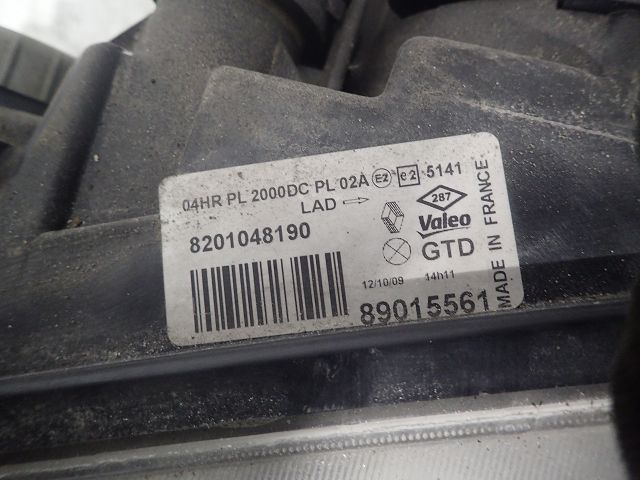 04HR PL 2000DC PL 02A E2 e2 5141
LAD
287
Valeo
8201048190
GTD
12/10/09 14h11
89015561
MADE IN FRANCE